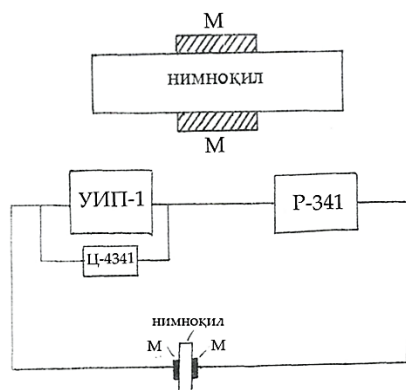 М
НИМНОҚИЛ
М
УИП-1
Р-341
Ц-4341
НИМНОҚИЛ
М
М